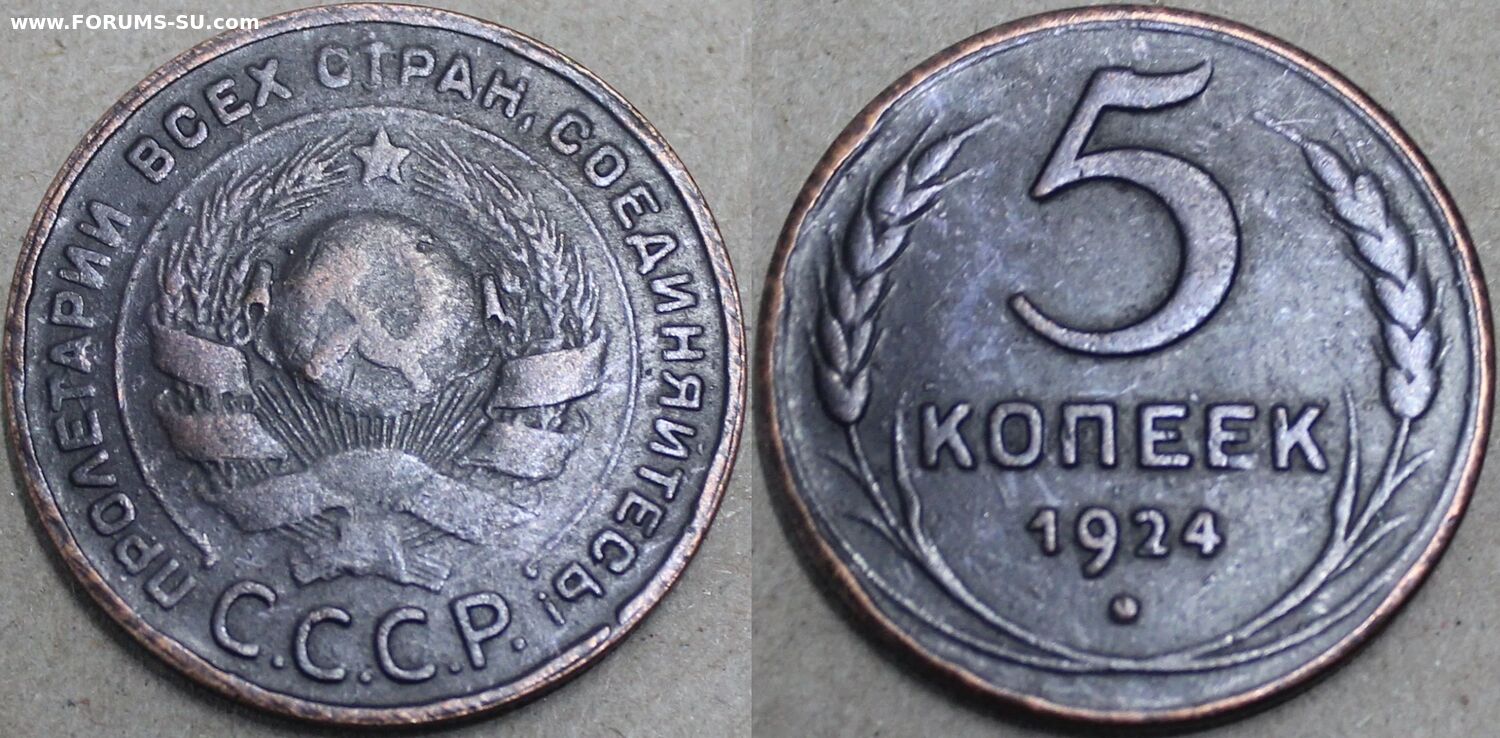 www.FORUMS-SU.com
ПРОЛЕТАРИИ ВСЕХ СТРАН, СОЕДИНЯЙТЕСЬ!
С.С.С.Р.
5
КОПЕЕК
1924